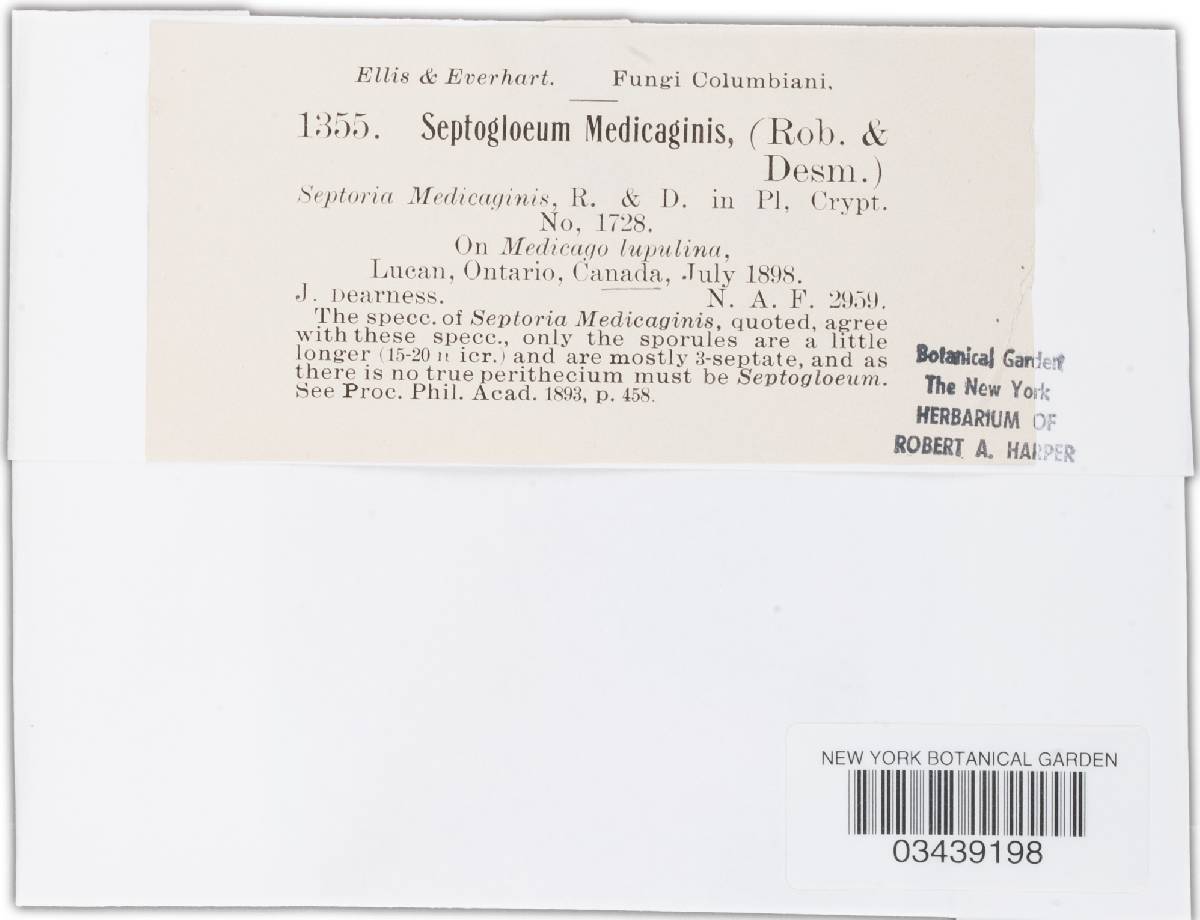 Ellis & Everhart. Fungi Columbiani.
1355. Septogloeum Medicaginis, (Rob. &
Desm.)
Septoria Medicaginis, R. & D. in Pl, Crypt.
No, 1728.
On Medicago lupulina,
Lucan, Ontario, Canada, July 1898.
J. Dearness. N. A. F. 2959.
The specc. of Septoria Medicaginis, quoted, agree
with these specc., only the sporules are a little
longer (15-20 icr.) and are mostly 3-septate, and as
there is no true perithecium must be Septogloeum.
See Proc. Phil. Acad. 1893, p. 458.
Botanical Garden
The New York
HERBARIUM OF
ROBERT A. HARPER
NEW YORK BOTANICAL GARDEN
03439198